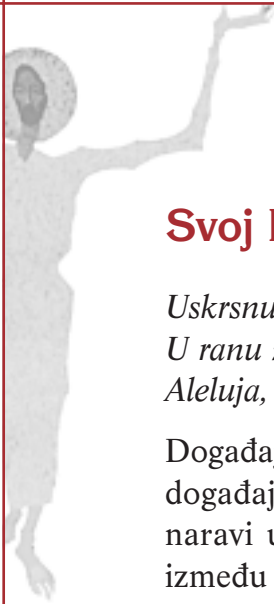 Svoj
Uskrsnu
U ranu
Aleluja,
Događaj
događaj
naravi u
između